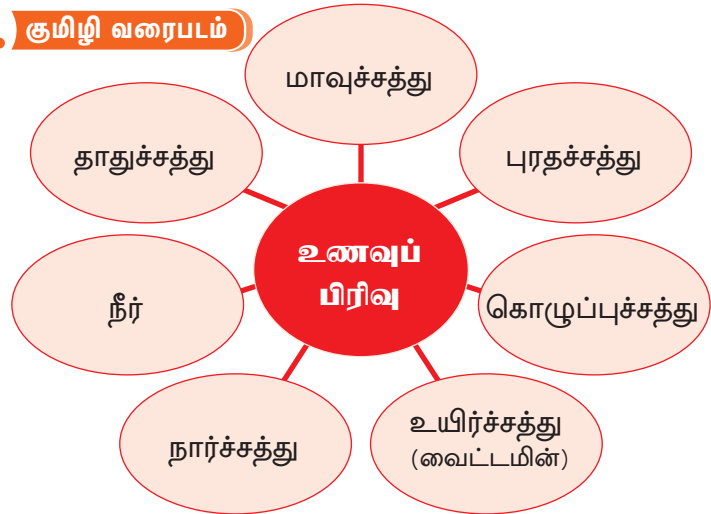 குமிழி வரைபடம்
மாவுச்சத்து
தாதுச்சத்து
புரதச்சத்து
உணவுப்
பிரிவு
நீர்
கொழுப்புச்சத்து
நார்ச்சத்து
உயிர்ச்சத்து
(வைட்டமின்)